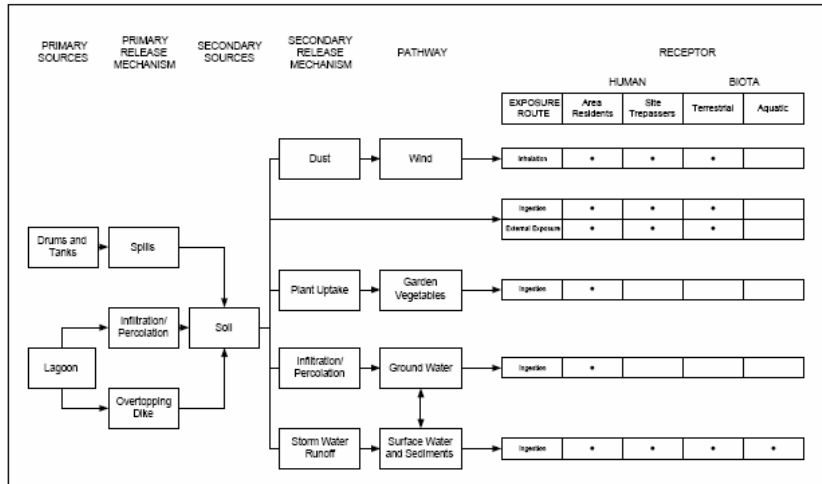 PRIMARY SOURCES
PRIMARY RELEASE MECHANISM
SECONDARY SOURCES
SECONDARY RELEASE MECHANISM
PATHWAY
RECEPTOR
HUMAN
BIOTA
EXPOSURE ROUTE
Area Residents
Site Trepassers
Terrestrial
Aquatic
Dust
Wind
Inhalation • • •
Ingestion • • •
External Exposure • • •
Drums and Tanks
Spills
Plant Uptake
Garden Vegetables
Ingestion •
Infiltration/ Percolation
Soil
Lagoon
Infiltration/ Percolation
Ground Water
Ingestion •
Overtopping Dike
Storm Water Runoff
Surface Water and Sediments
Ingestion • • • •